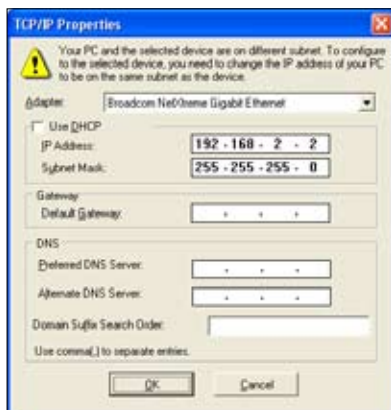 TCP/IP Properties
Your PC and the selected device are on different subnet. To configure
to the selected device, you need to change the IP address of your PC
to be on the same subnet as the device.
Adapter: Broadcom NetXtreme Gigabit Ethernet
Use DHCP
IP Address: 192 . 168 . 2 . 2
Subnet Mask: 255 . 255 . 255 . 0
Gateway
Default Gateway: . . .
DNS
Preferred DNS Server: . . .
Alternate DNS Server: . . .
Domain Suffix Search Order:
Use comma(,) to separate entries.
OK Cancel